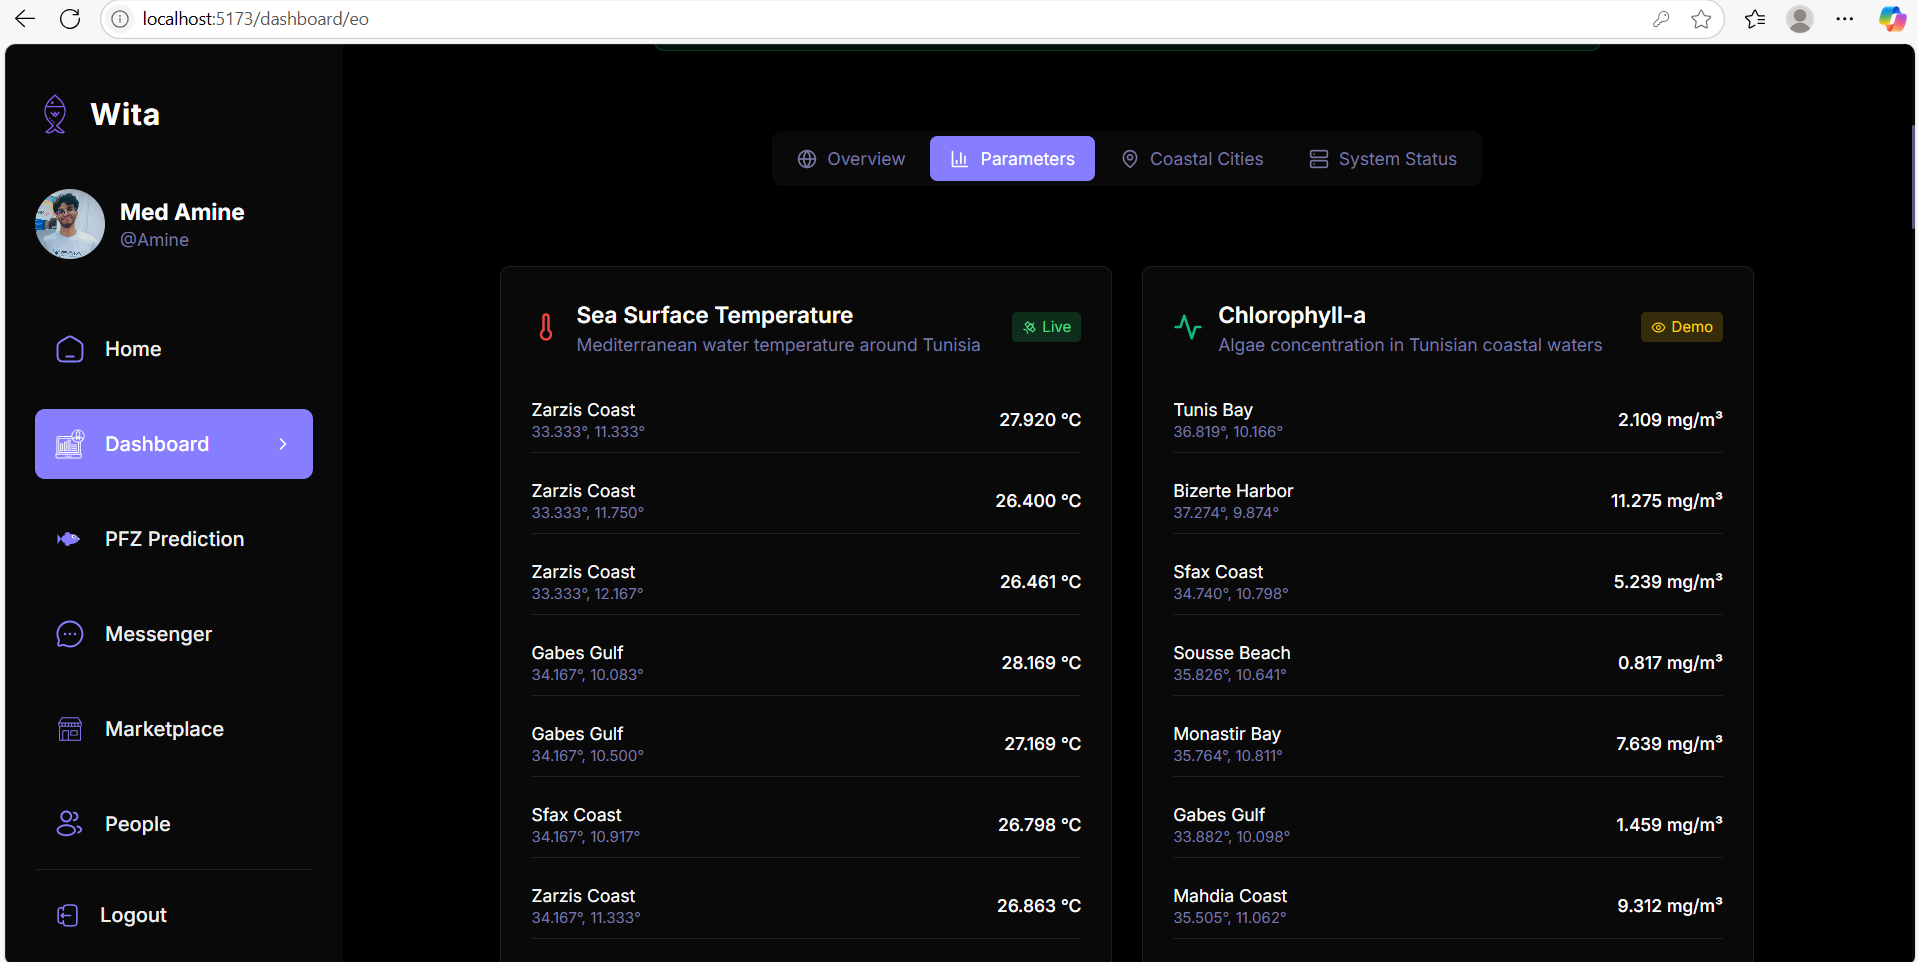 localhost:5173/dashboard/eo
Wita
Med Amine
@Amine
Home
Dashboard
PFZ Prediction
Messenger
Marketplace
People
Logout
Overview
Parameters
Coastal Cities
System Status
Sea Surface Temperature
Mediterranean water temperature around Tunisia
Live
Zarzis Coast
33.333°, 11.333°
27.920 °C
Zarzis Coast
33.333°, 11.750°
26.400 °C
Zarzis Coast
33.333°, 12.167°
26.461 °C
Gabes Gulf
34.167°, 10.083°
28.169 °C
Gabes Gulf
34.167°, 10.500°
27.169 °C
Sfax Coast
34.167°, 10.917°
26.798 °C
Zarzis Coast
34.167°, 11.333°
26.863 °C
Chlorophyll-a
Algae concentration in Tunisian coastal waters
Demo
Tunis Bay
36.819°, 10.166°
2.109 mg/m³
Bizerte Harbor
37.274°, 9.874°
11.275 mg/m³
Sfax Coast
34.740°, 10.798°
5.239 mg/m³
Sousse Beach
35.826°, 10.641°
0.817 mg/m³
Monastir Bay
35.764°, 10.811°
7.639 mg/m³
Gabes Gulf
33.882°, 10.098°
1.459 mg/m³
Mahdia Coast
35.505°, 11.062°
9.312 mg/m³